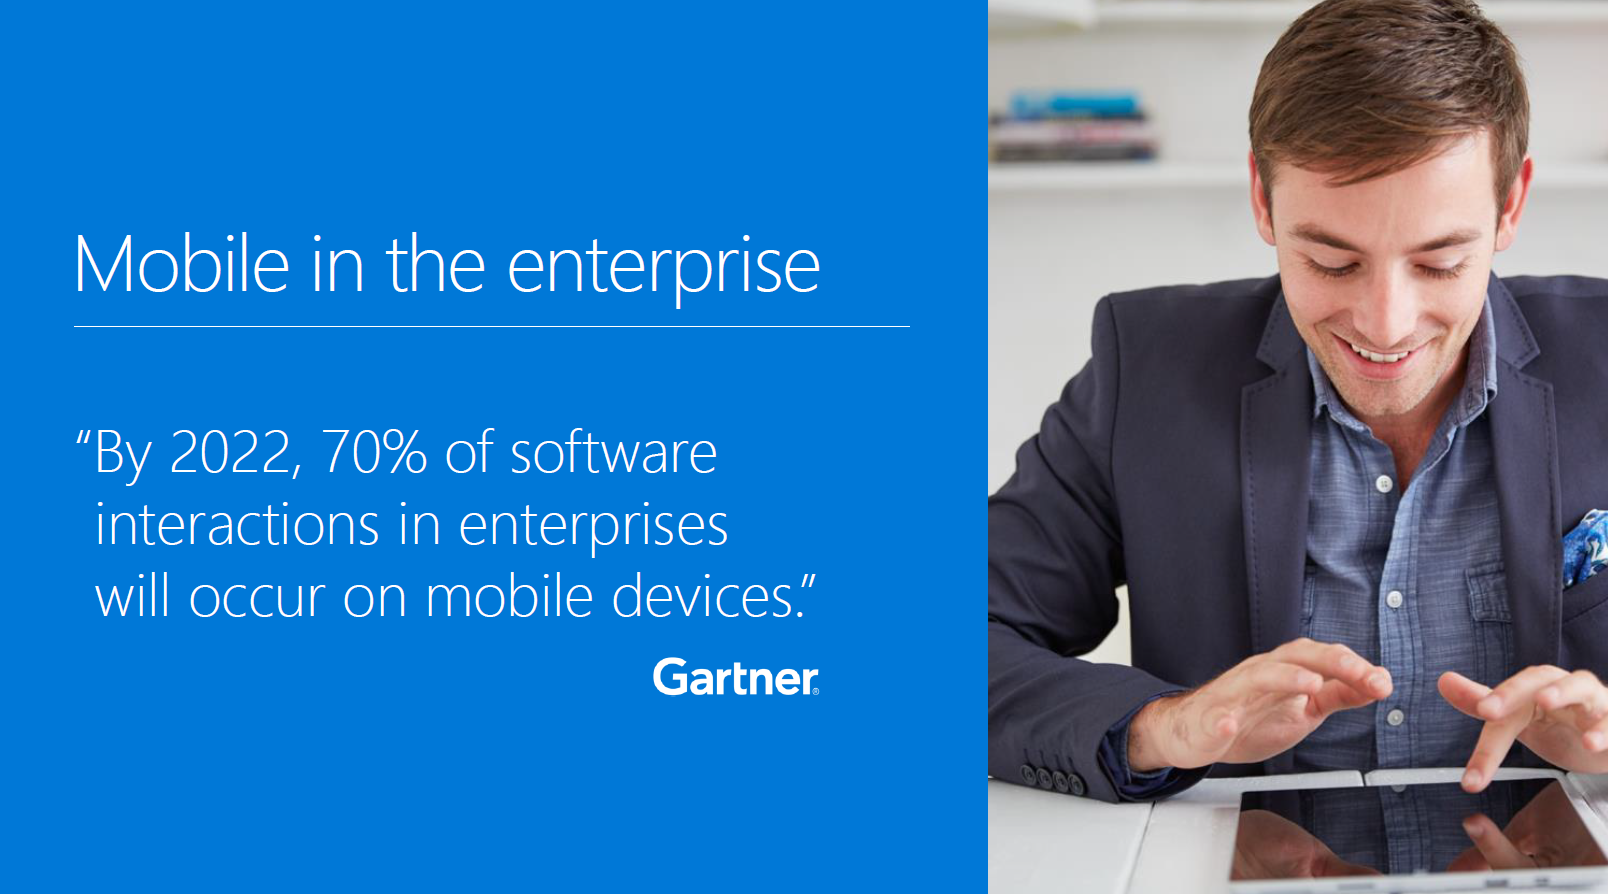 Mobile in the enterprise
“By 2022, 70% of software
interactions in enterprises
will occur on mobile devices.”
Gartner®